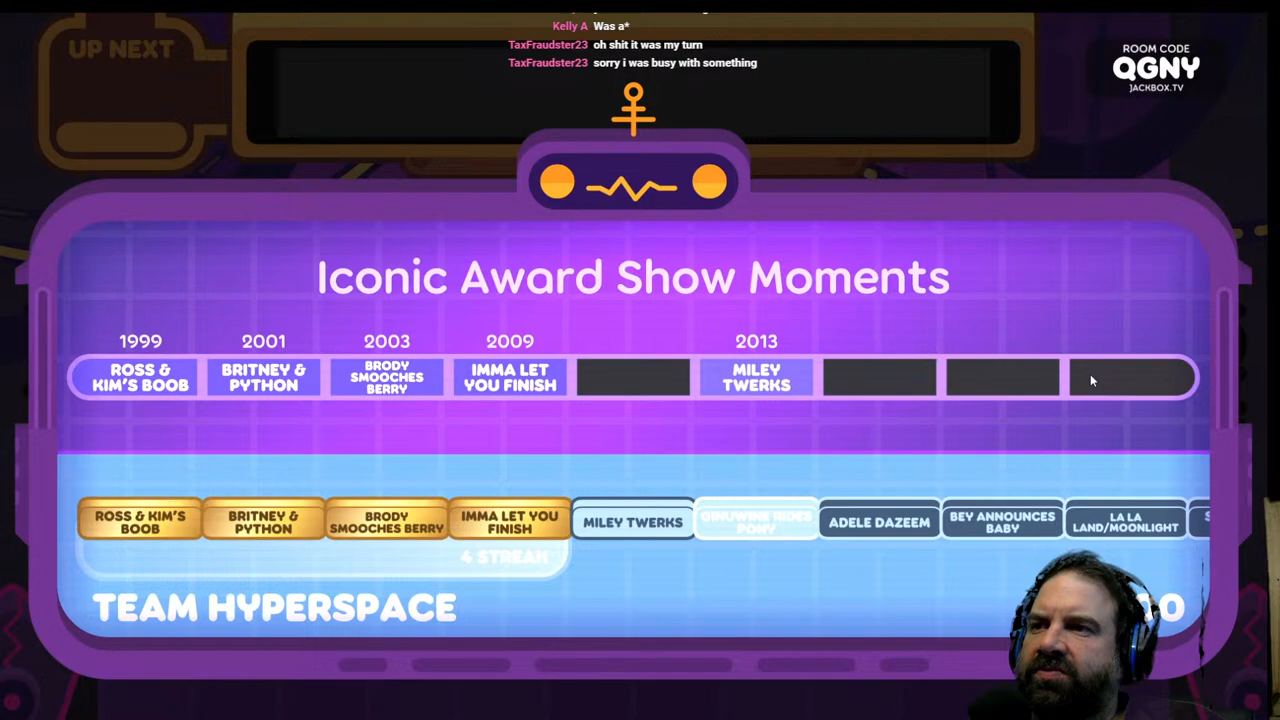 UP NEXT
Kelly A Was a*
TaxFraudster23 oh shit it was my turn
TaxFraudster23 sorry i was busy with something
ROOM CODE
QGNY
JACKBOX.TV
Iconic Award Show Moments
1999 2001 2003 2009 2013
ROSS &
KIM'S BOOB
BRITNEY &
PYTHON
BRODY
SMOOCHES
BERRY
IMMA LET
YOU FINISH
MILEY
TWERKS
ROSS & KIM'S
BOOB
BRITNEY &
PYTHON
BRODY
SMOOCHES BERRY
IMMA LET YOU
FINISH
MILEY TWERKS
GINUWINE RIDES
PONY
ADELE DAZEEM
BEY ANNOUNCES
BABY
LA LA
LAND/MOONLIGHT
4 STREAK
TEAM HYPERSPACE